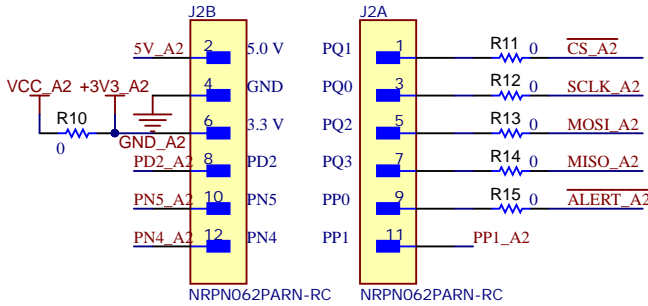 J2B J2A
5V_A2 2 5.0 V PQ1 1 R11 0 CS_A2
VCC_A2 +3V3_A2 4 GND PQ0 3 R12 0 SCLK_A2
R10 0 GND_A2 6 3.3 V PQ2 5 R13 0 MOSI_A2
PD2_A2 8 PD2 PQ3 7 R14 0 MISO_A2
PN5_A2 10 PN5 PP0 9 R15 0 ALERT_A2
PN4_A2 12 PN4 PP1 11 PP1_A2
NRPN062PARN-RC NRPN062PARN-RC